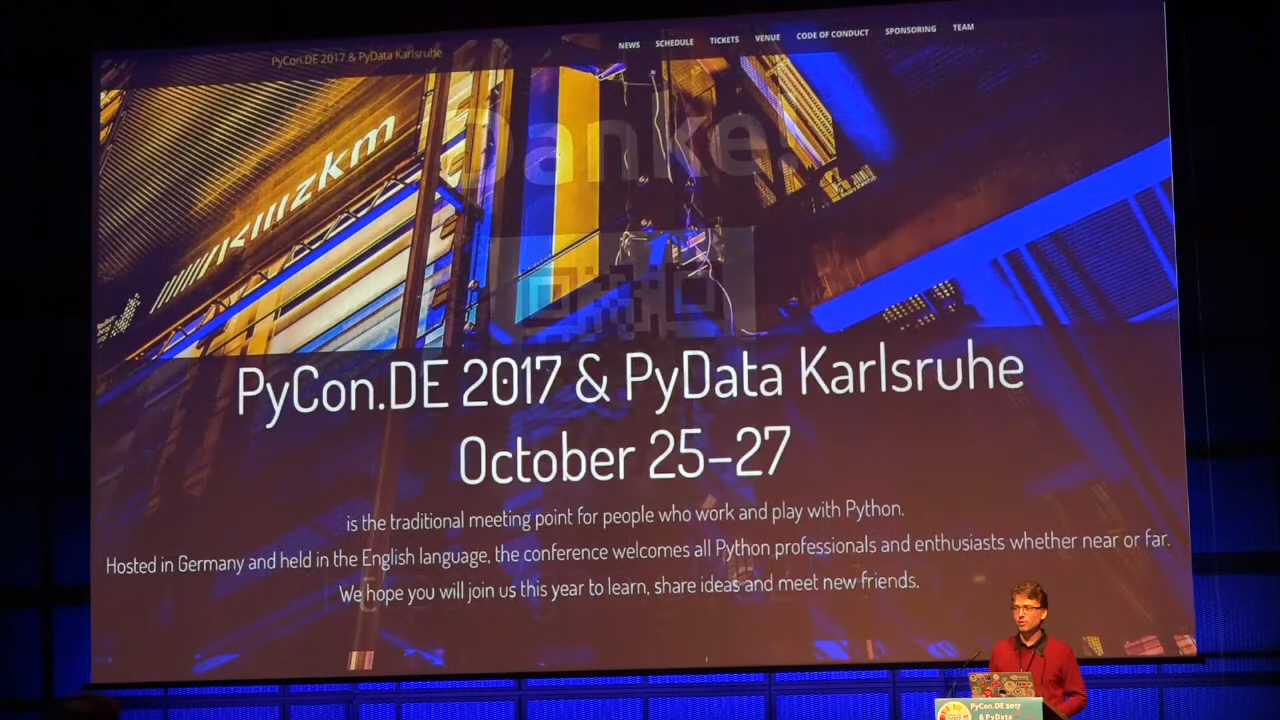 PyCon.DE 2017 & PyData Karlsruhe
NEWS SCHEDULE TICKETS VENUE CODE OF CONDUCT SPONSORING TEAM
Danke!
zkm
PyCon.DE 2017 & PyData Karlsruhe
October 25–27
is the traditional meeting point for people who work and play with Python.
Hosted in Germany and held in the English language, the conference welcomes all Python professionals and enthusiasts whether near or far.
We hope you will join us this year to learn, share ideas and meet new friends.
PyCon.DE 2017
& PyData